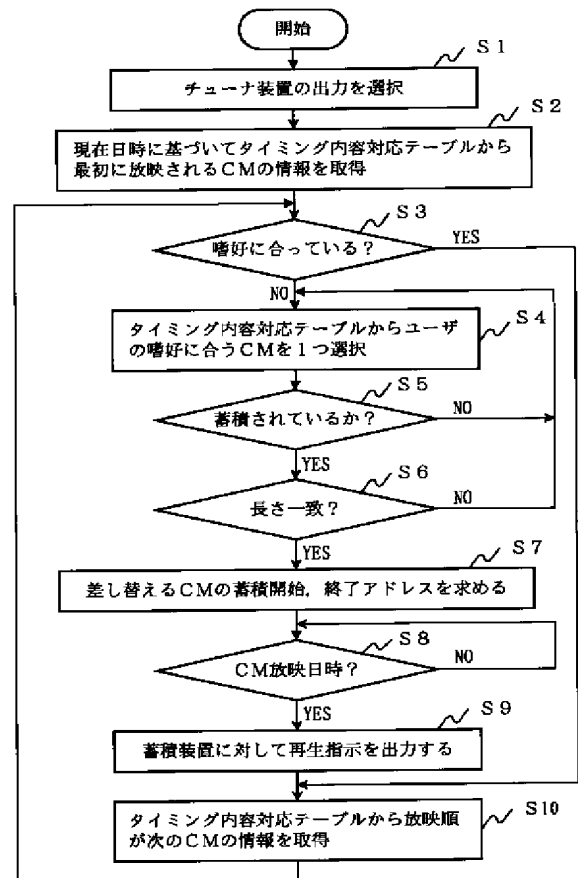 開始
S1
チューナ装置の出力を選択
S2
現在日時に基づいてタイミング内容対応テーブルから
最初に放映されるCMの情報を取得
S3
嗜好に合っている？
YES
NO
S4
タイミング内容対応テーブルからユーザ
の嗜好に合うCMを1つ選択
S5
蓄積されているか？
NO
YES
S6
長さ一致？
NO
YES
S7
差し替えるCMの蓄積開始，終了アドレスを求める
S8
CM放映日時？
NO
YES
S9
蓄積装置に対して再生指示を出力する
S10
タイミング内容対応テーブルから放映順
が次のCMの情報を取得